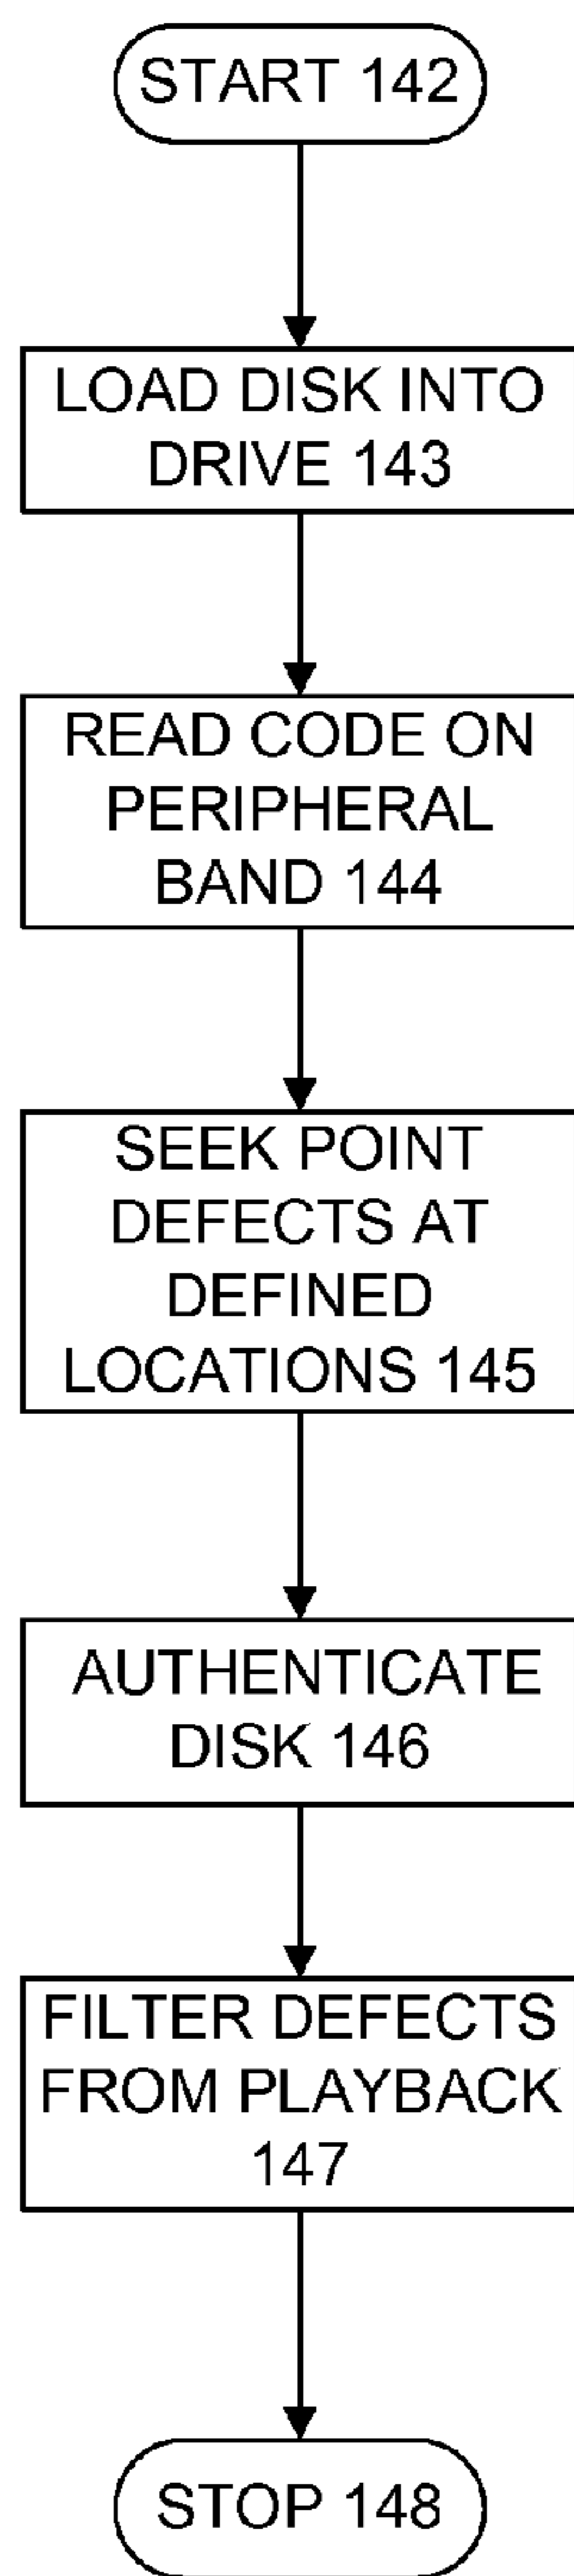 START 142
LOAD DISK INTO
DRIVE 143
READ CODE ON
PERIPHERAL
BAND 144
SEEK POINT
DEFECTS AT
DEFINED
LOCATIONS 145
AUTHENTICATE
DISK 146
FILTER DEFECTS
FROM PLAYBACK
147
STOP 148